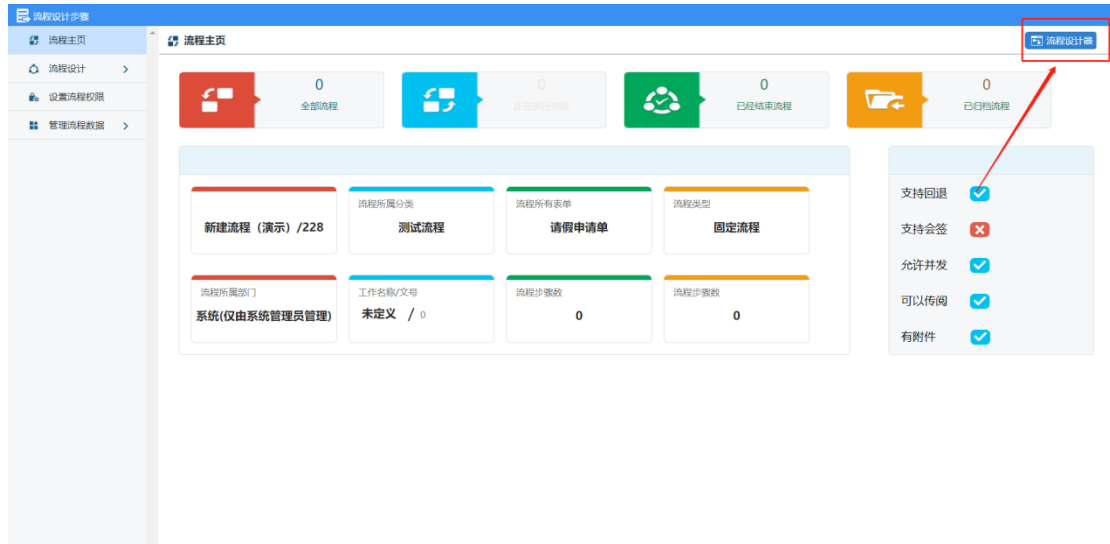 流程设计步骤
流程主页
流程设计
设置流程权限
管理流程数据
流程主页
流程设计器
0
全部流程
0
正在执行流程
0
已经结束流程
0
已归档流程
新建流程（演示）/228
流程所属分类
测试流程
流程所有表单
请假申请单
流程类型
固定流程
流程所属部门
系统(仅由系统管理员管理)
工作名称/文号
未定义 / 0
流程步骤数
0
流程步骤数
0
支持回退
支持会签
允许并发
可以传阅
有附件